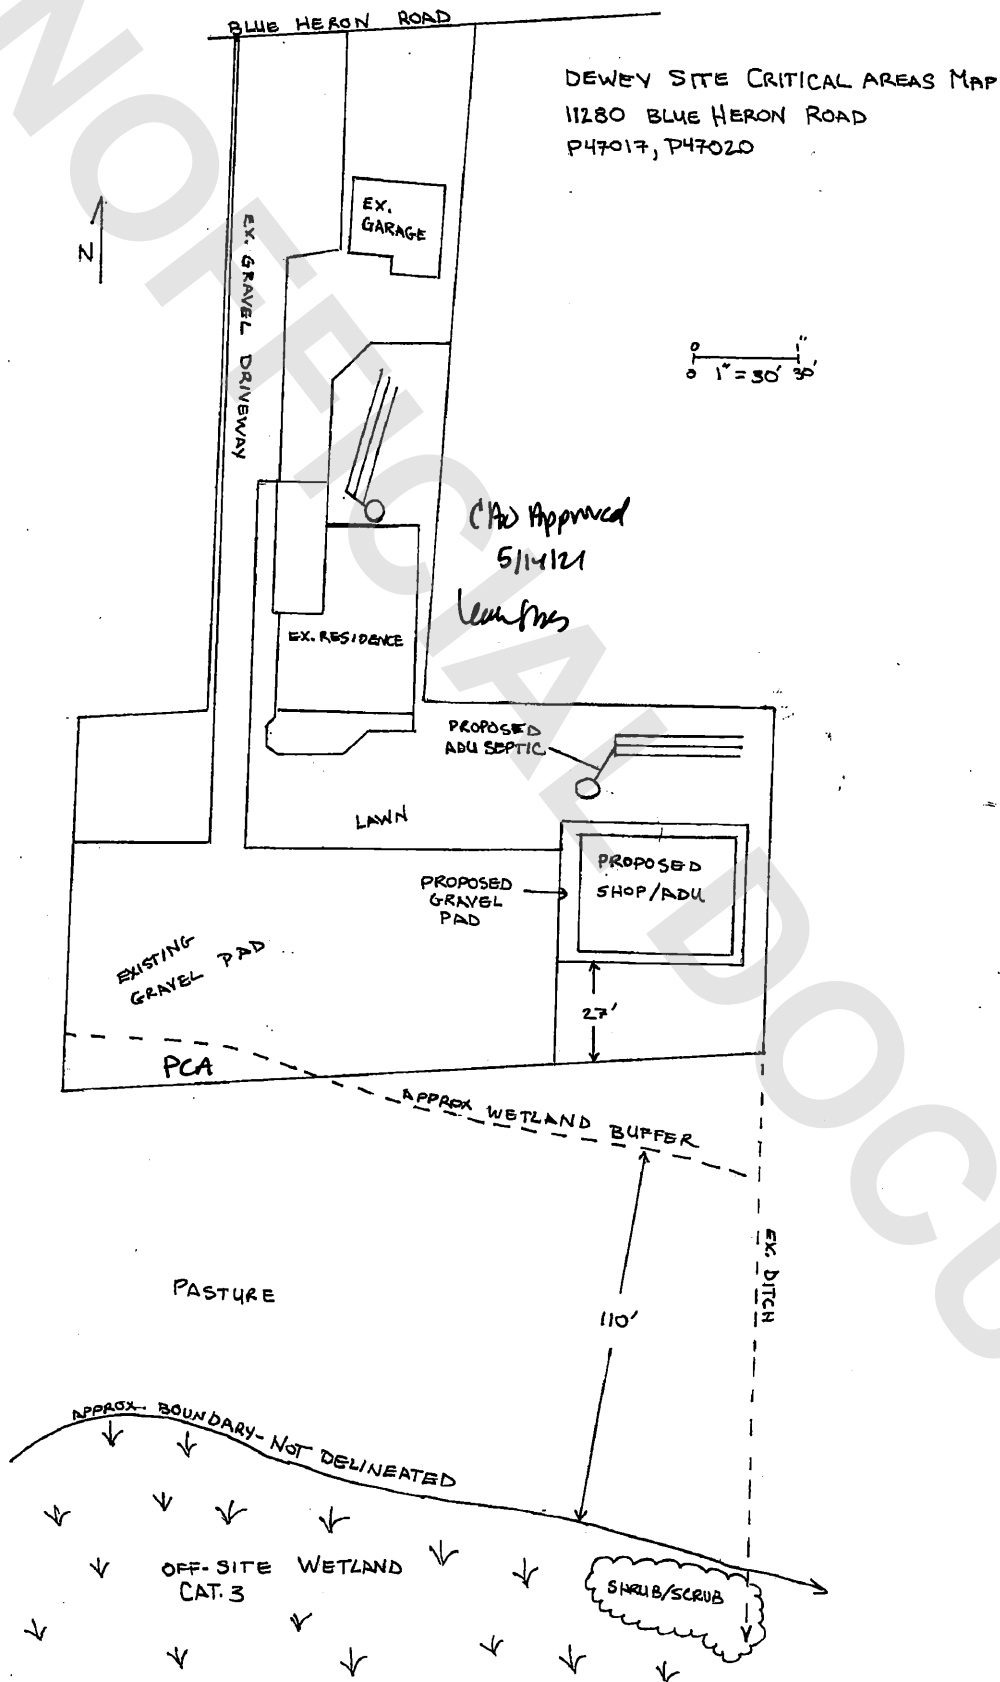 BLUE HERON ROAD
DEWEY SITE CRITICAL AREAS MAP
11280 BLUE HERON ROAD
P47017, P47020
N
EX.
GARAGE
EX. GRAVEL DRIVEWAY
0 1"
0 1" = 30' 30'
CAO Approved
5/14/21
EX. RESIDENCE
PROPOSED
ADU SEPTIC
LAWN
PROPOSED
SHOP/ADU
PROPOSED
GRAVEL
PAD
EXISTING
GRAVEL PAD
27'
PCA
APPROX WETLAND BUFFER
EX. DITCH
PASTURE
110'
APPROX. BOUNDARY - NOT DELINEATED
OFF-SITE WETLAND
CAT. 3
SHRUB/SCRUB
NOFFICIAL DOCU